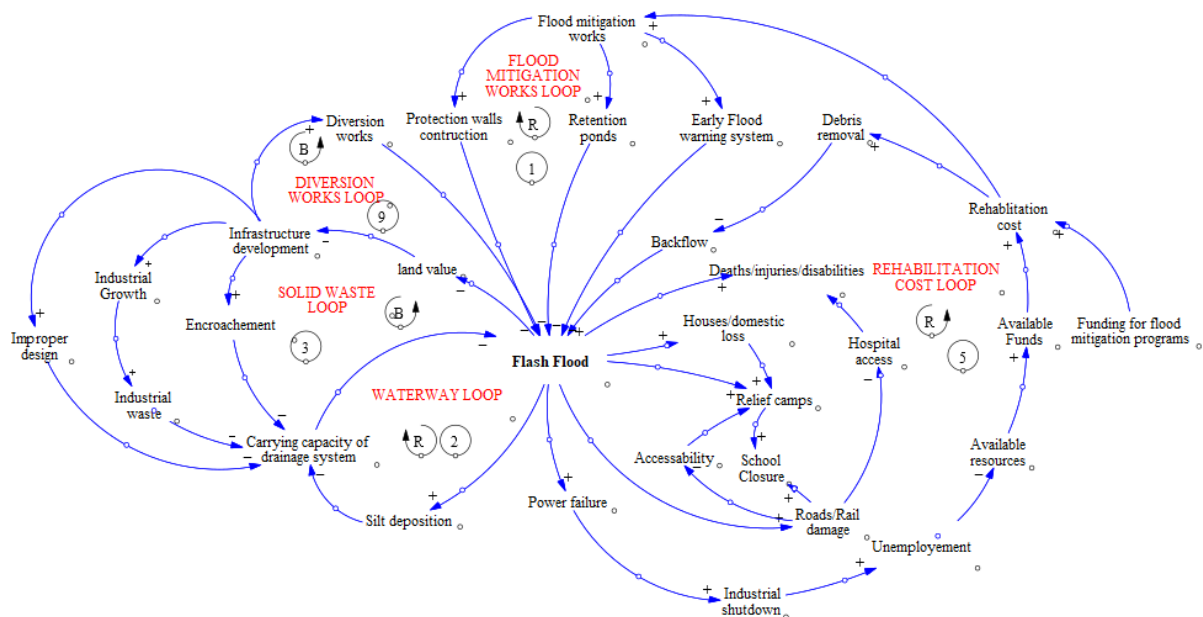 Flood mitigation
works
+
FLOOD
MITIGATION
WORKS LOOP
+
+
+
Diversion
works
+
B
Protection walls
contruction
R
1
Retention
ponds
Early Flood
warning system
Debris
removal
+
DIVERSION
WORKS LOOP
9
Infrastructure
development
−
land value
−
Backflow
−
Rehablitation
cost
+
+
Deaths/injuries/disabilities
+
REHABILITATION
COST LOOP
R
5
Industrial
Growth
+
SOLID WASTE
LOOP
B
3
Encroachement
+
Improper
design
+
Houses/domestic
loss
+
Hospital
access
−
Available
Funds
+
Funding for flood
mitigation programs
−
−
−
−
−
+
Flash Flood
Industrial
waste
+
WATERWAY LOOP
R
2
Relief camps
+
+
+
Carrying capacity of
drainage system
−
−
−
−
Accessability
−
School
Closure
+
+
Available
resources
−
Silt deposition
+
Power failure
+
Roads/Rail
damage
+
Unemployement
+
Industrial
shutdown
+